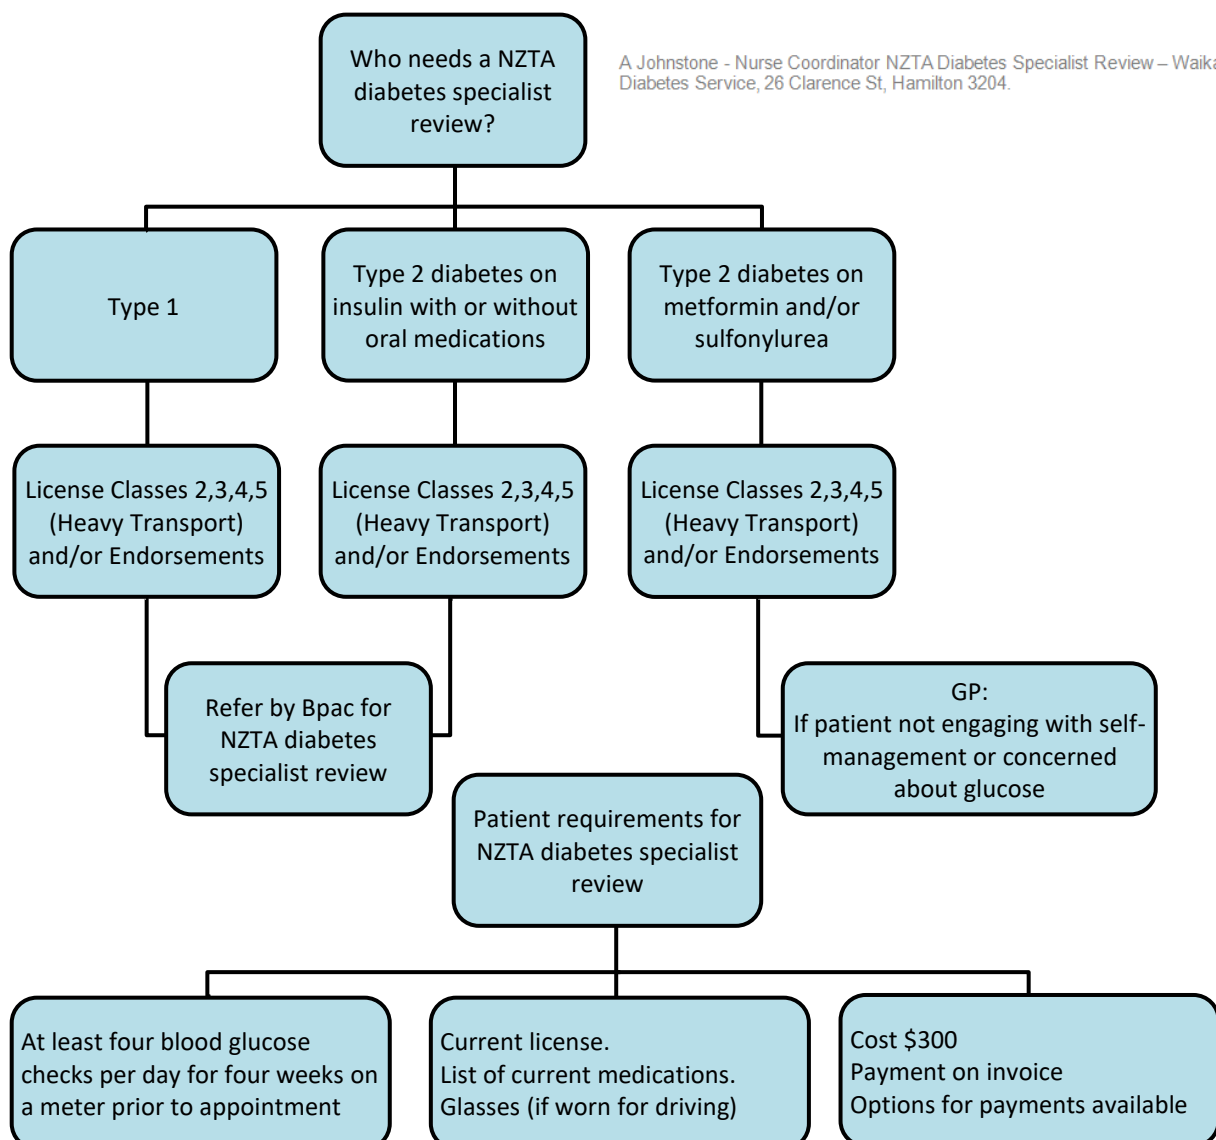 Who needs a NZTA
diabetes specialist
review?
A Johnstone - Nurse Coordinator NZTA Diabetes Specialist Review – Waika
Diabetes Service, 26 Clarence St, Hamilton 3204.
Type 1
Type 2 diabetes on
insulin with or without
oral medications
Type 2 diabetes on
metformin and/or
sulfonylurea
License Classes 2,3,4,5
(Heavy Transport)
and/or Endorsements
License Classes 2,3,4,5
(Heavy Transport)
and/or Endorsements
License Classes 2,3,4,5
(Heavy Transport)
and/or Endorsements
Refer by Bpac for
NZTA diabetes
specialist review
GP:
If patient not engaging with self-
management or concerned
about glucose
Patient requirements for
NZTA diabetes specialist
review
At least four blood glucose
checks per day for four weeks on
a meter prior to appointment
Current license.
List of current medications.
Glasses (if worn for driving)
Cost $300
Payment on invoice
Options for payments available